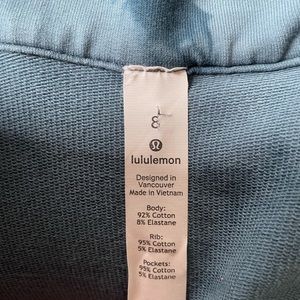 8
lululemon
Designed in
Vancouver
Made in Vietnam
Body:
92% Cotton
8% Elastane
Rib:
95% Cotton
5% Elastane
Pockets:
95% Cotton
5% Elastane